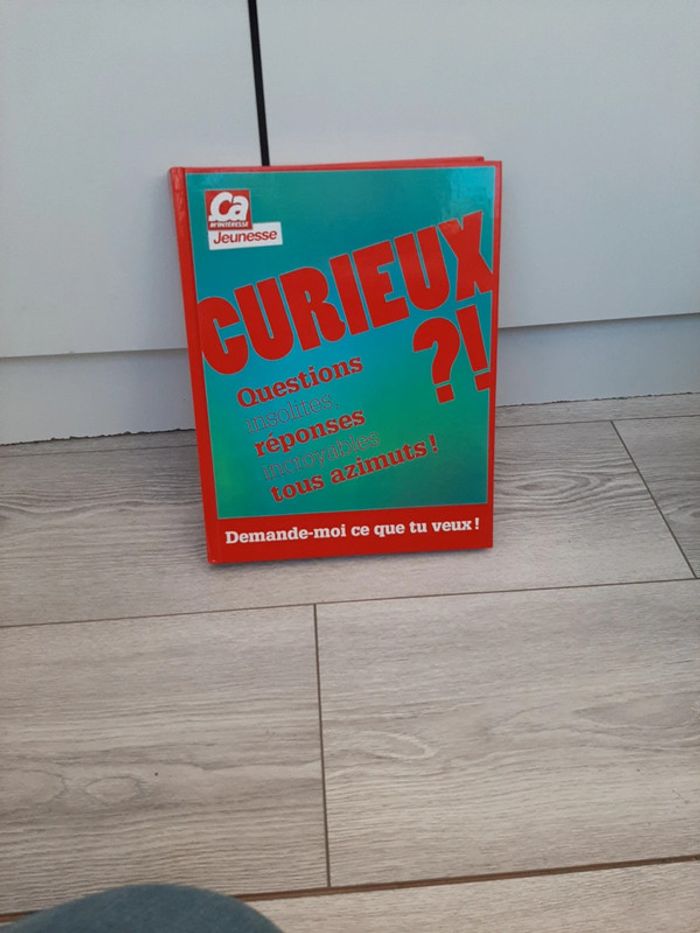 Ça
M'INTÉRESSE
Jeunesse
CURIEUX
?!
Questions
insolites,
réponses
incroyables
tous azimuts !
Demande-moi ce que tu veux !